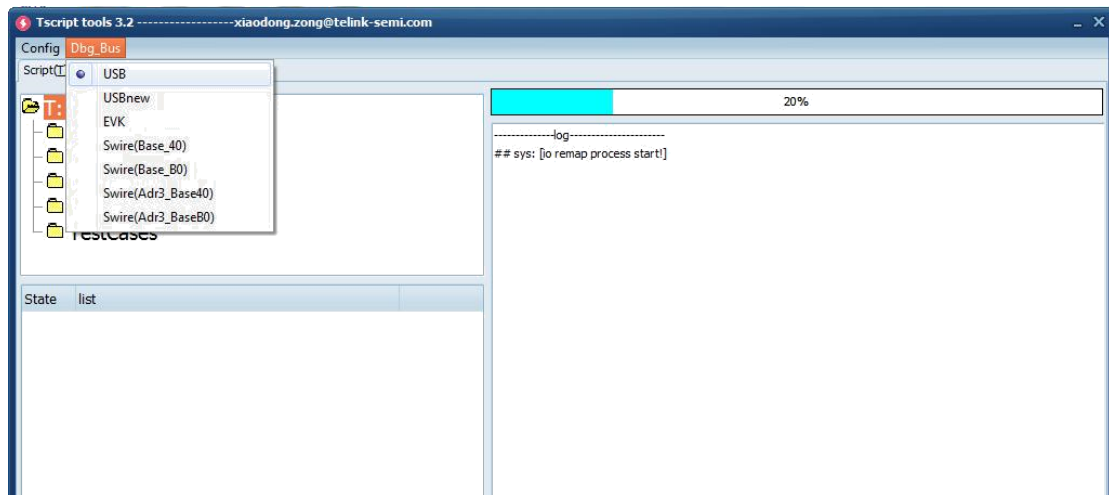 Tscript tools 3.2 ------------------xiaodong.zong@telink-semi.com
Config Dbg_Bus
Script(T
USB
USBnew
EVK
Swire(Base_40)
Swire(Base_B0)
Swire(Adr3_Base40)
Swire(Adr3_BaseB0)
T:
TestCases
State list
20%
--------------log----------------------
## sys: [io remap process start!]